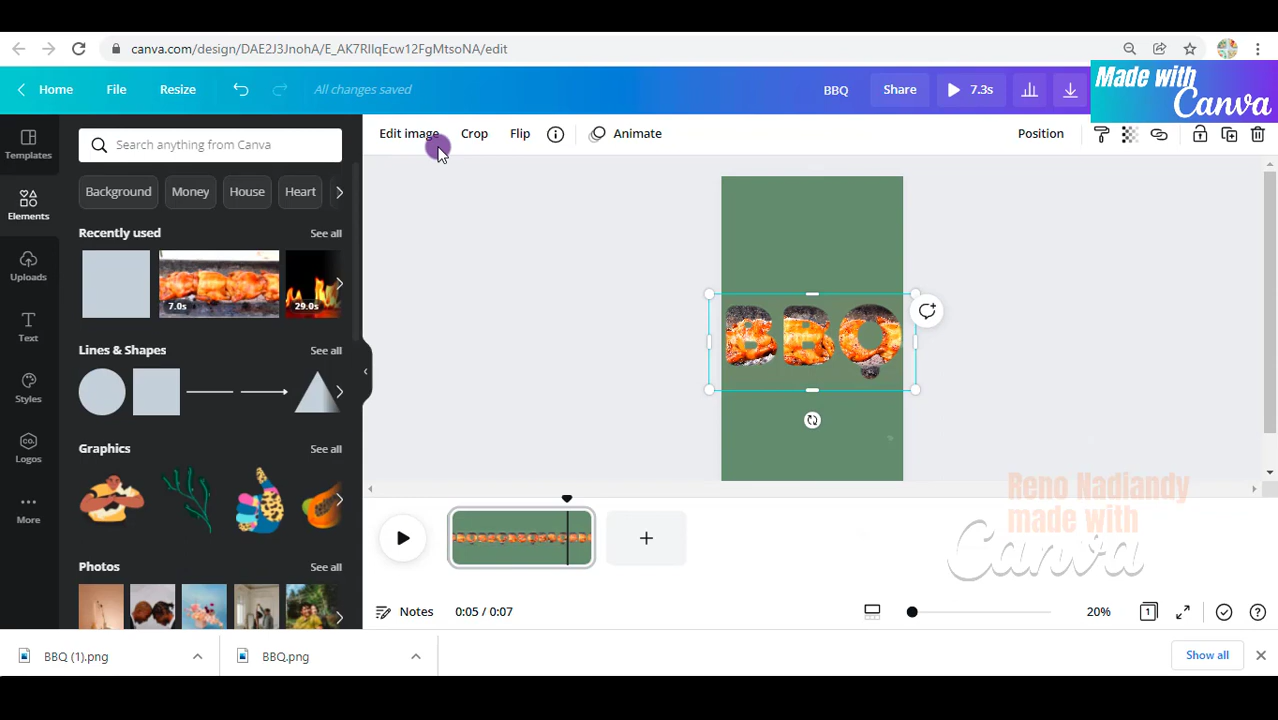 canva.com/design/DAE2J3JnohA/E_AK7RIlqEcw12FgMtsoNA/edit
Made with
Canva
Home File Resize All changes saved BBQ Share 7.3s
Edit image Crop Flip Animate Position
Templates
Elements
Uploads
Text
Styles
Logos
More
Search anything from Canva
Background Money House Heart
Recently used See all
7.0s 29.0s
Lines & Shapes See all
Graphics See all
Photos See all
BBQ
Reno Nadiandy
made with
Canva
Notes 0:05 / 0:07 20% 1
BBQ (1).png BBQ.png Show all